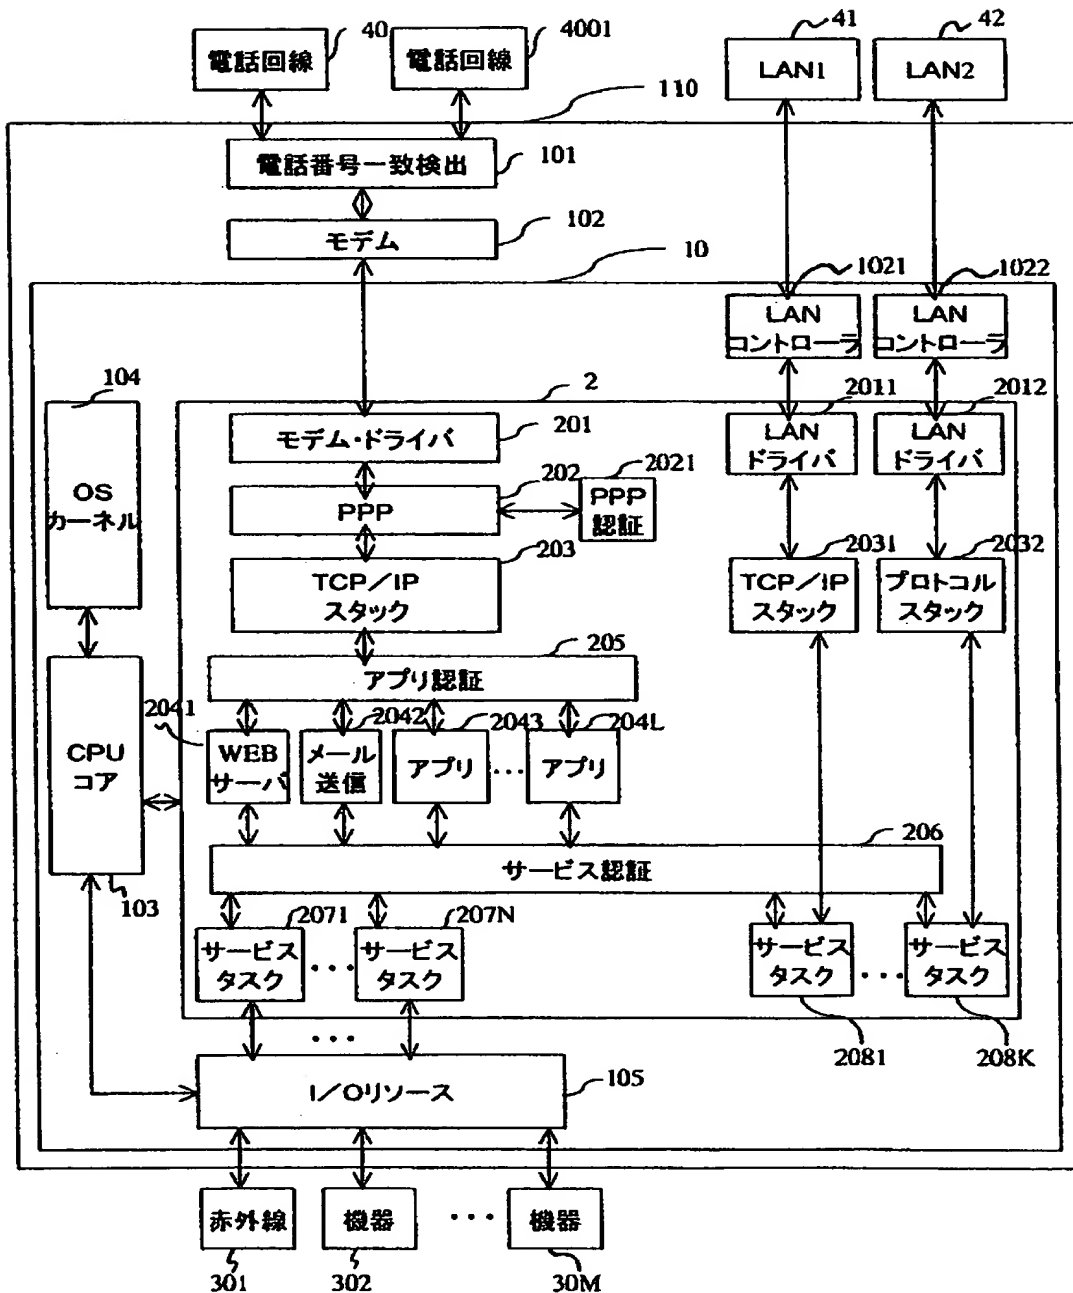 40
電話回線
4001
電話回線
41
LAN1
42
LAN2
110
電話番号一致検出
101
モデム
102
10
1021
LAN
コントローラ
1022
LAN
コントローラ
104
OS
カーネル
2
モデム・ドライバ
201
2011
LAN
ドライバ
2012
LAN
ドライバ
PPP
202
2021
PPP
認証
TCP/IP
スタック
203
2031
TCP/IP
スタック
2032
プロトコル
スタック
アプリ認証
205
CPU
コア
103
2041
WEB
サーバ
2042
メール
送信
2043
アプリ
...
204L
アプリ
サービス認証
206
2071
サービス
タスク
...
207N
サービス
タスク
サービス
タスク
2081
...
サービス
タスク
208K
...
I/Oリソース
105
赤外線
301
機器
302
...
機器
30M